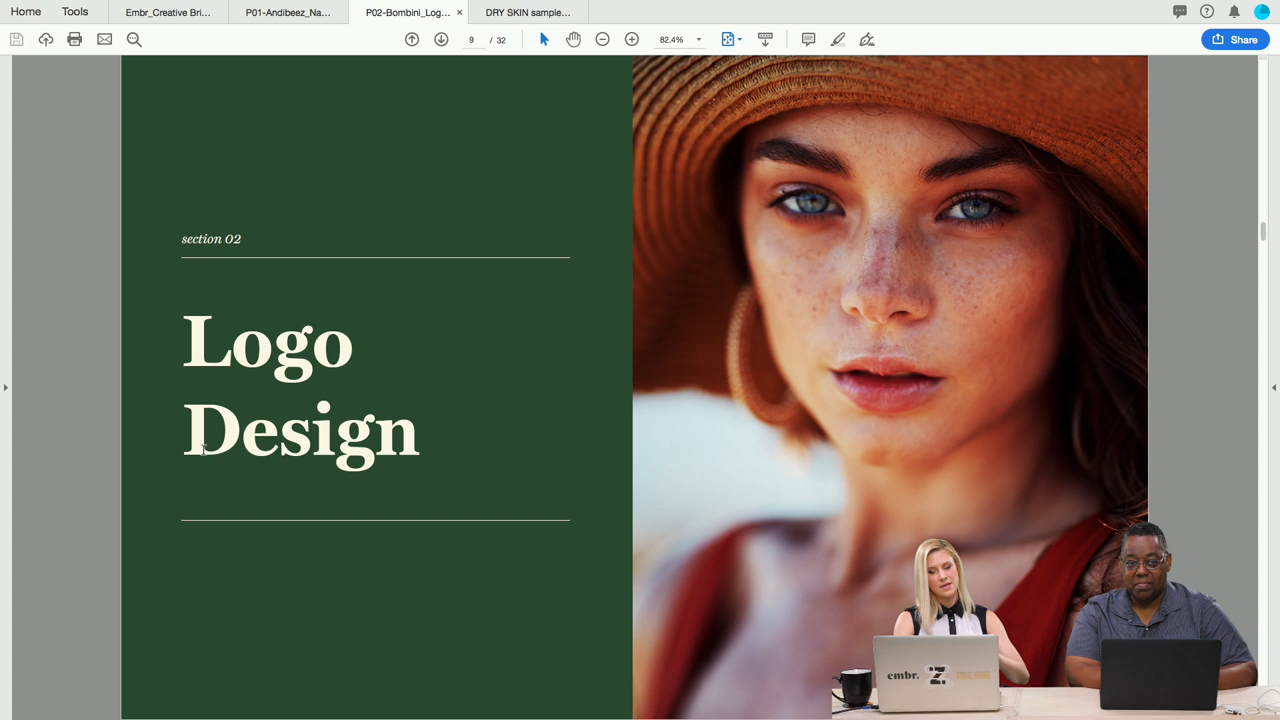 Home Tools Embr_Creative Bri... P01-Andibeez_Na... P02-Bombini_Log... × DRY SKIN sample...
9 / 32 82.4% Share
section 02
Logo
Design
embr.
Z